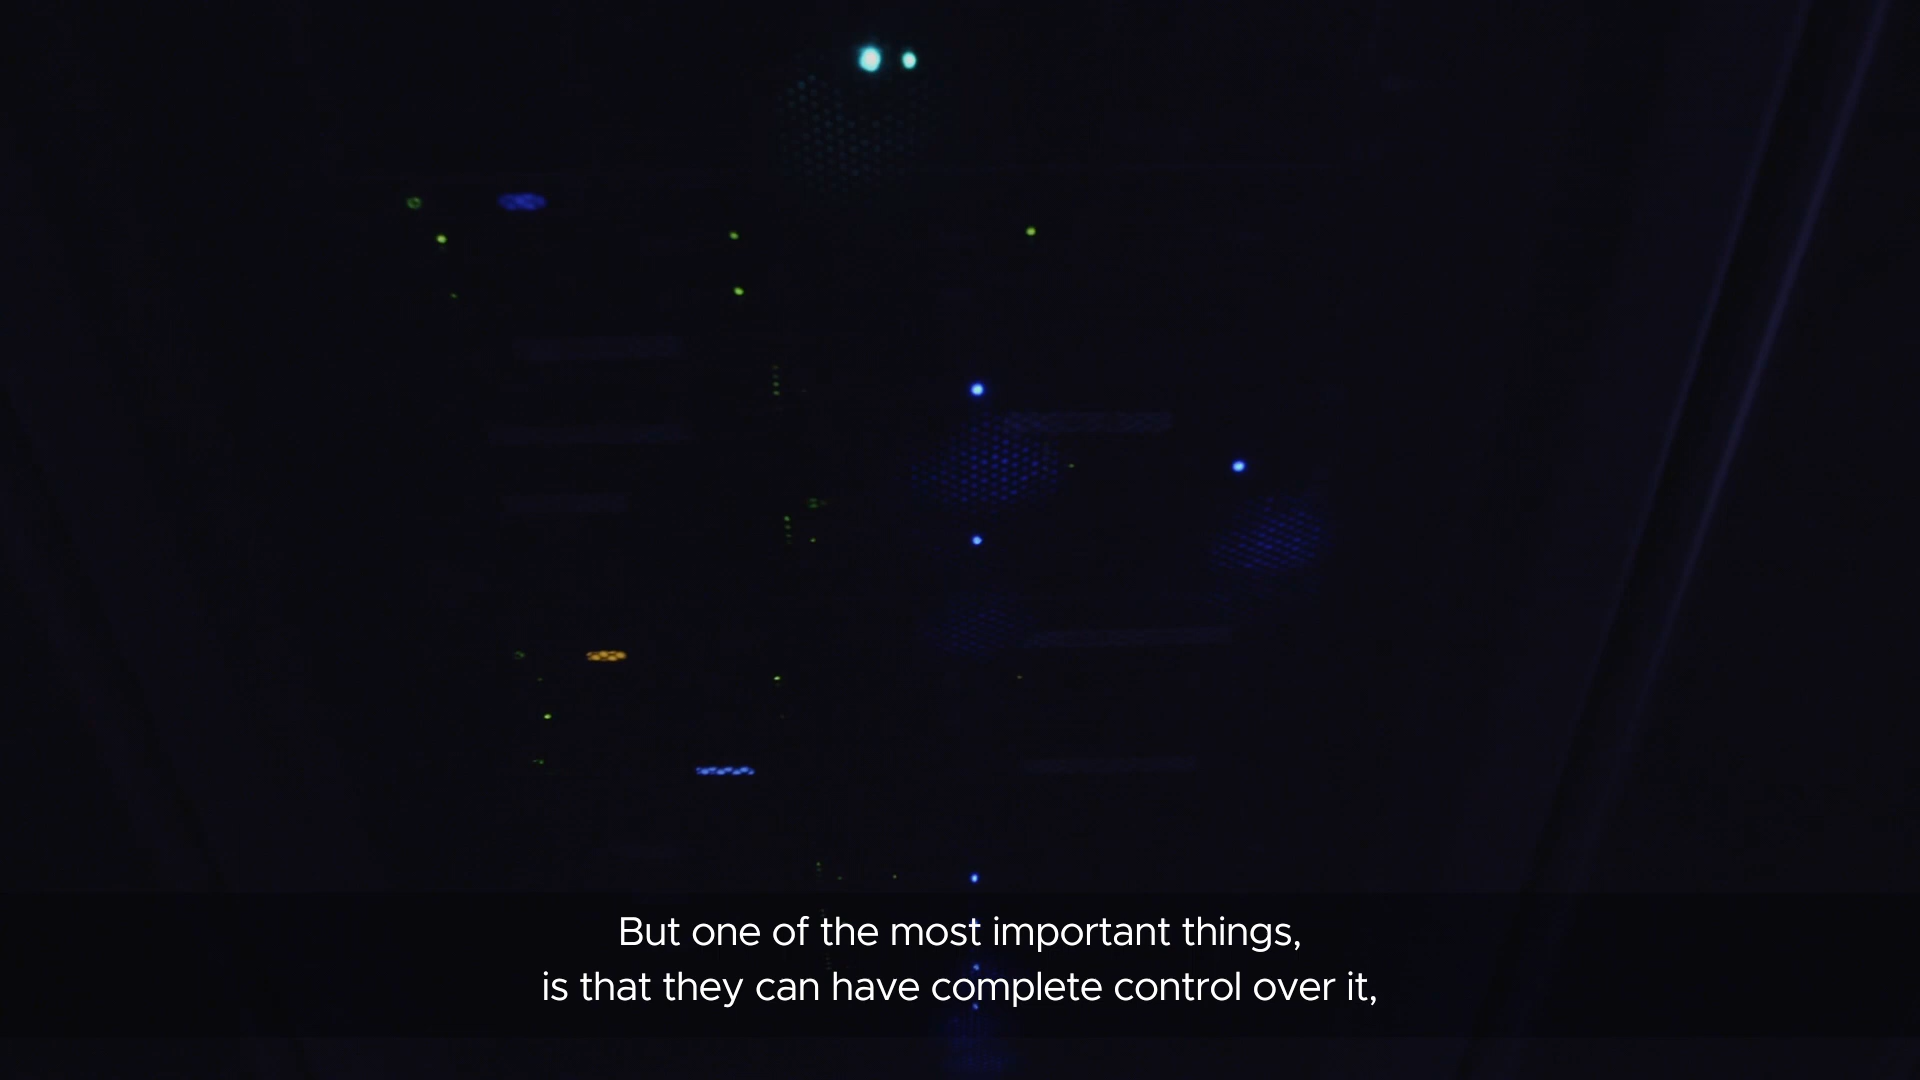 But one of the most important things,
is that they can have complete control over it,